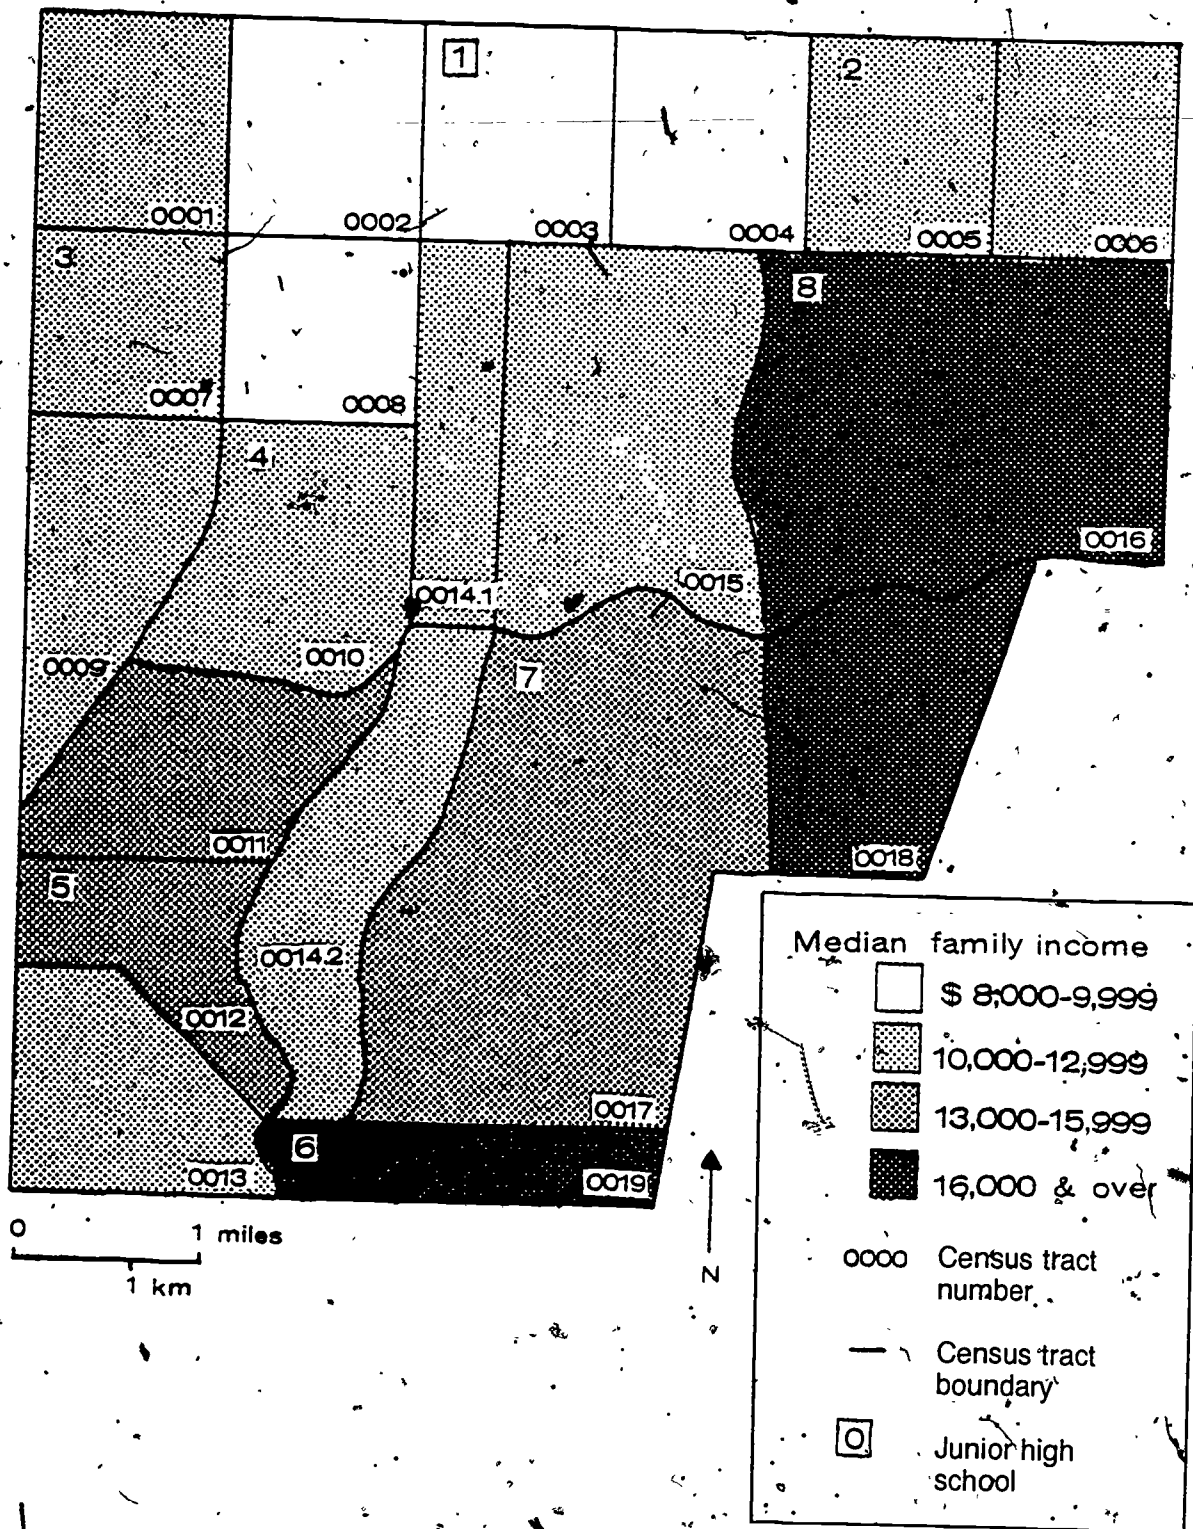 1
2
0001
0002
0003
0004
0005
0006
3
8
0007
0008
4
0016
0014.1
0015
0009
0010
7
0011
0018
5
0014.2
0012
0017
6
0013
0019
0
1 miles
1 km
N
Median family income
$ 8,000-9,999
10,000-12,999
13,000-15,999
16,000 & over
0000 Census tract
number
Census tract
boundary
0 Junior high
school